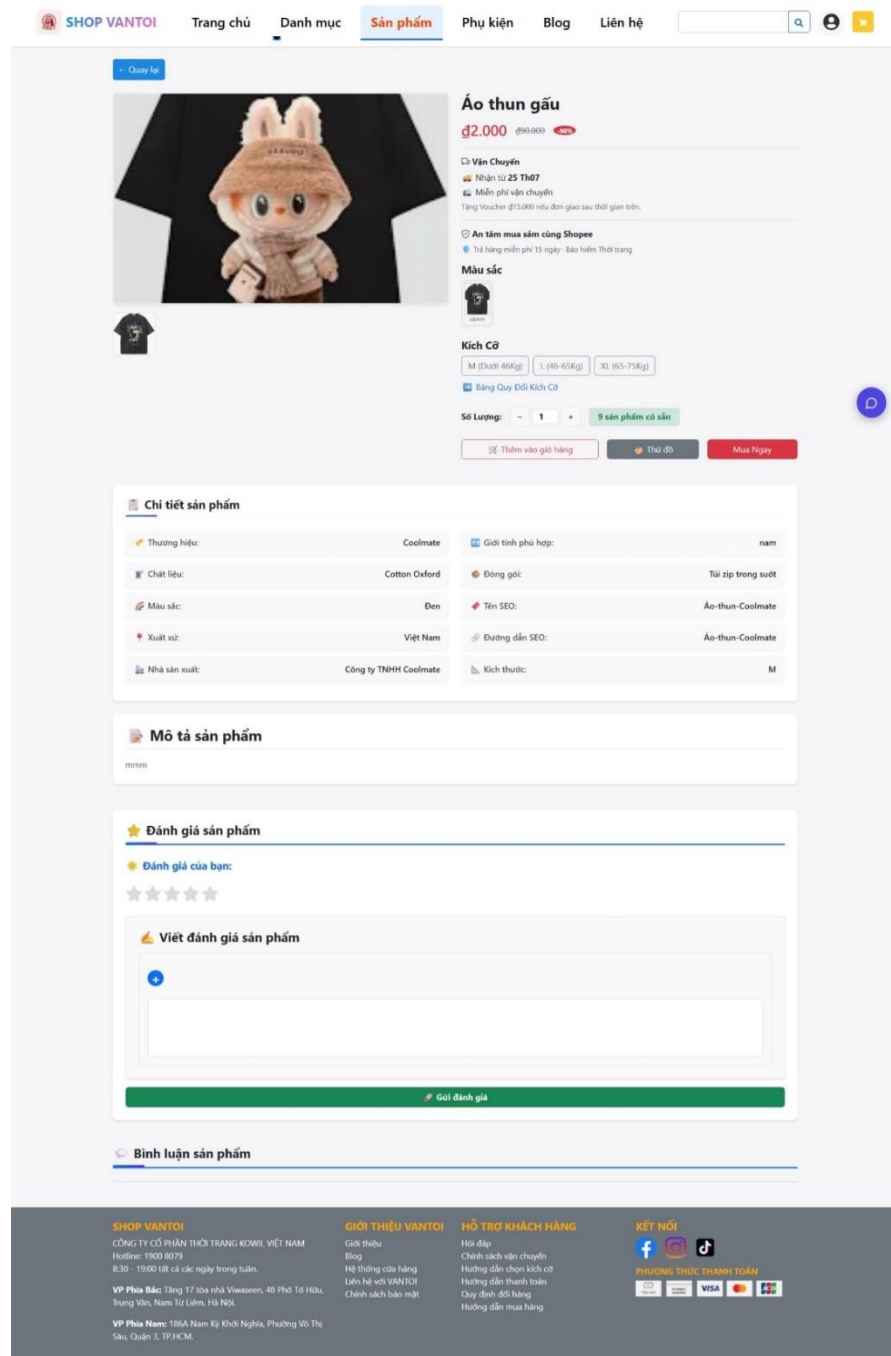 SHOP VANTOI
Trang chủ
Danh mục
Sản phẩm
Phụ kiện
Blog
Liên hệ
← Quay lại
Áo thun gấu
₫2.000 ₫90.000 -98%
Vận Chuyển
Nhận từ 25 Th07
Miễn phí vận chuyển
Tặng Voucher ₫15.000 nếu đơn giao sau thời gian trên.
An tâm mua sắm cùng Shopee
Trả hàng miễn phí 15 ngày · Bảo hiểm Thời trang
Màu sắc
Kích Cỡ
M (Dưới 46Kg) L (46-65Kg) XL (65-75Kg)
Bảng Quy Đổi Kích Cỡ
Số Lượng: - 1 + 9 sản phẩm có sẵn
Thêm vào giỏ hàng
Thử đồ
Mua Ngay
Chi tiết sản phẩm
Thương hiệu: Coolmate
Giới tính phù hợp: nam
Chất liệu: Cotton Oxford
Đóng gói: Túi zip trong suốt
Màu sắc: Đen
Tên SEO: Áo-thun-Coolmate
Xuất xứ: Việt Nam
Đường dẫn SEO: Áo-thun-Coolmate
Nhà sản xuất: Công ty TNHH Coolmate
Kích thước: M
Mô tả sản phẩm
mmm
Đánh giá sản phẩm
Đánh giá của bạn:
Viết đánh giá sản phẩm
+
Gửi đánh giá
Bình luận sản phẩm
SHOP VANTOI
CÔNG TY CỔ PHẦN THỜI TRANG KOWIL VIỆT NAM
Hotline: 1900 8079
8:30 - 19:00 tất cả các ngày trong tuần.
VP Phía Bắc: Tầng 17 tòa nhà Viwaseen, 48 Phố Tố Hữu,
Trung Văn, Nam Từ Liêm, Hà Nội.
VP Phía Nam: 186A Nam Kỳ Khởi Nghĩa, Phường Võ Thị
Sáu, Quận 3, TP.HCM.
GIỚI THIỆU VANTOI
Giới thiệu
Blog
Hệ thống cửa hàng
Liên hệ với VANTOI
Chính sách bảo mật
HỖ TRỢ KHÁCH HÀNG
Hỏi đáp
Chính sách vận chuyển
Hướng dẫn chọn kích cỡ
Hướng dẫn thanh toán
Quy định đổi hàng
Hướng dẫn mua hàng
KẾT NỐI
PHƯƠNG THỨC THANH TOÁN
VISA
JCB